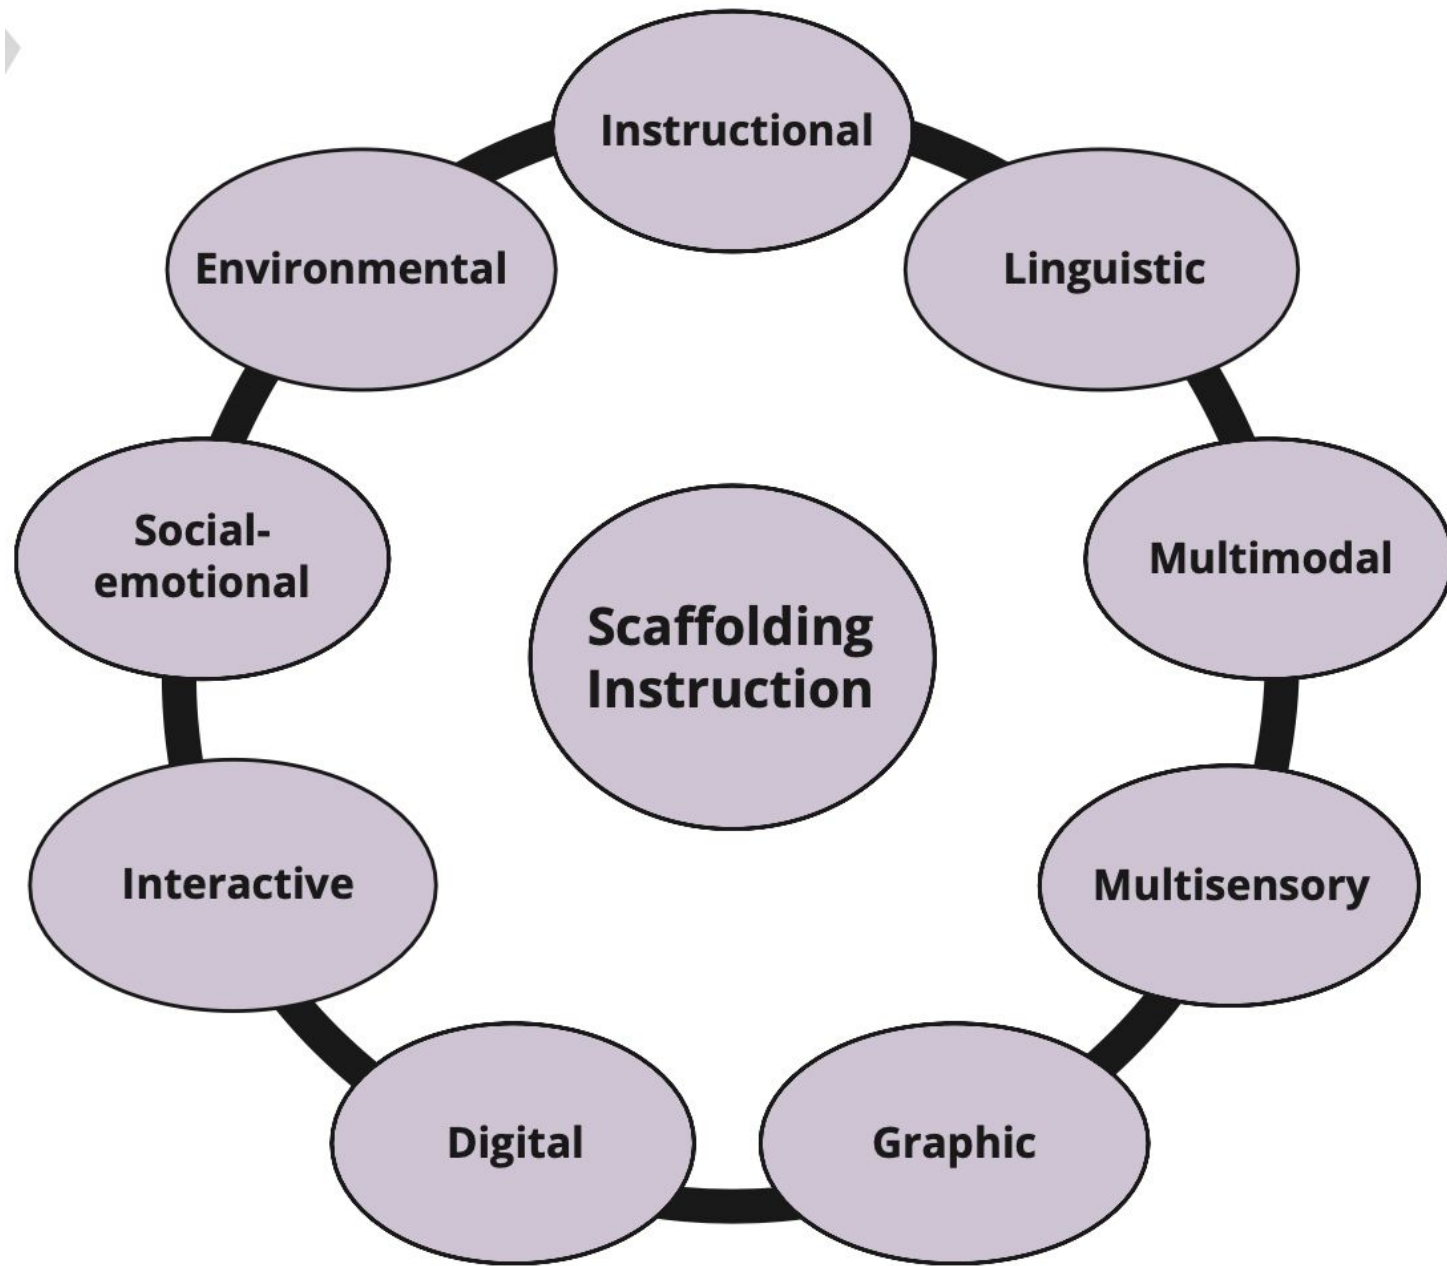 Instructional
Environmental
Linguistic
Social-
emotional
Multimodal
Scaffolding
Instruction
Interactive
Multisensory
Digital
Graphic